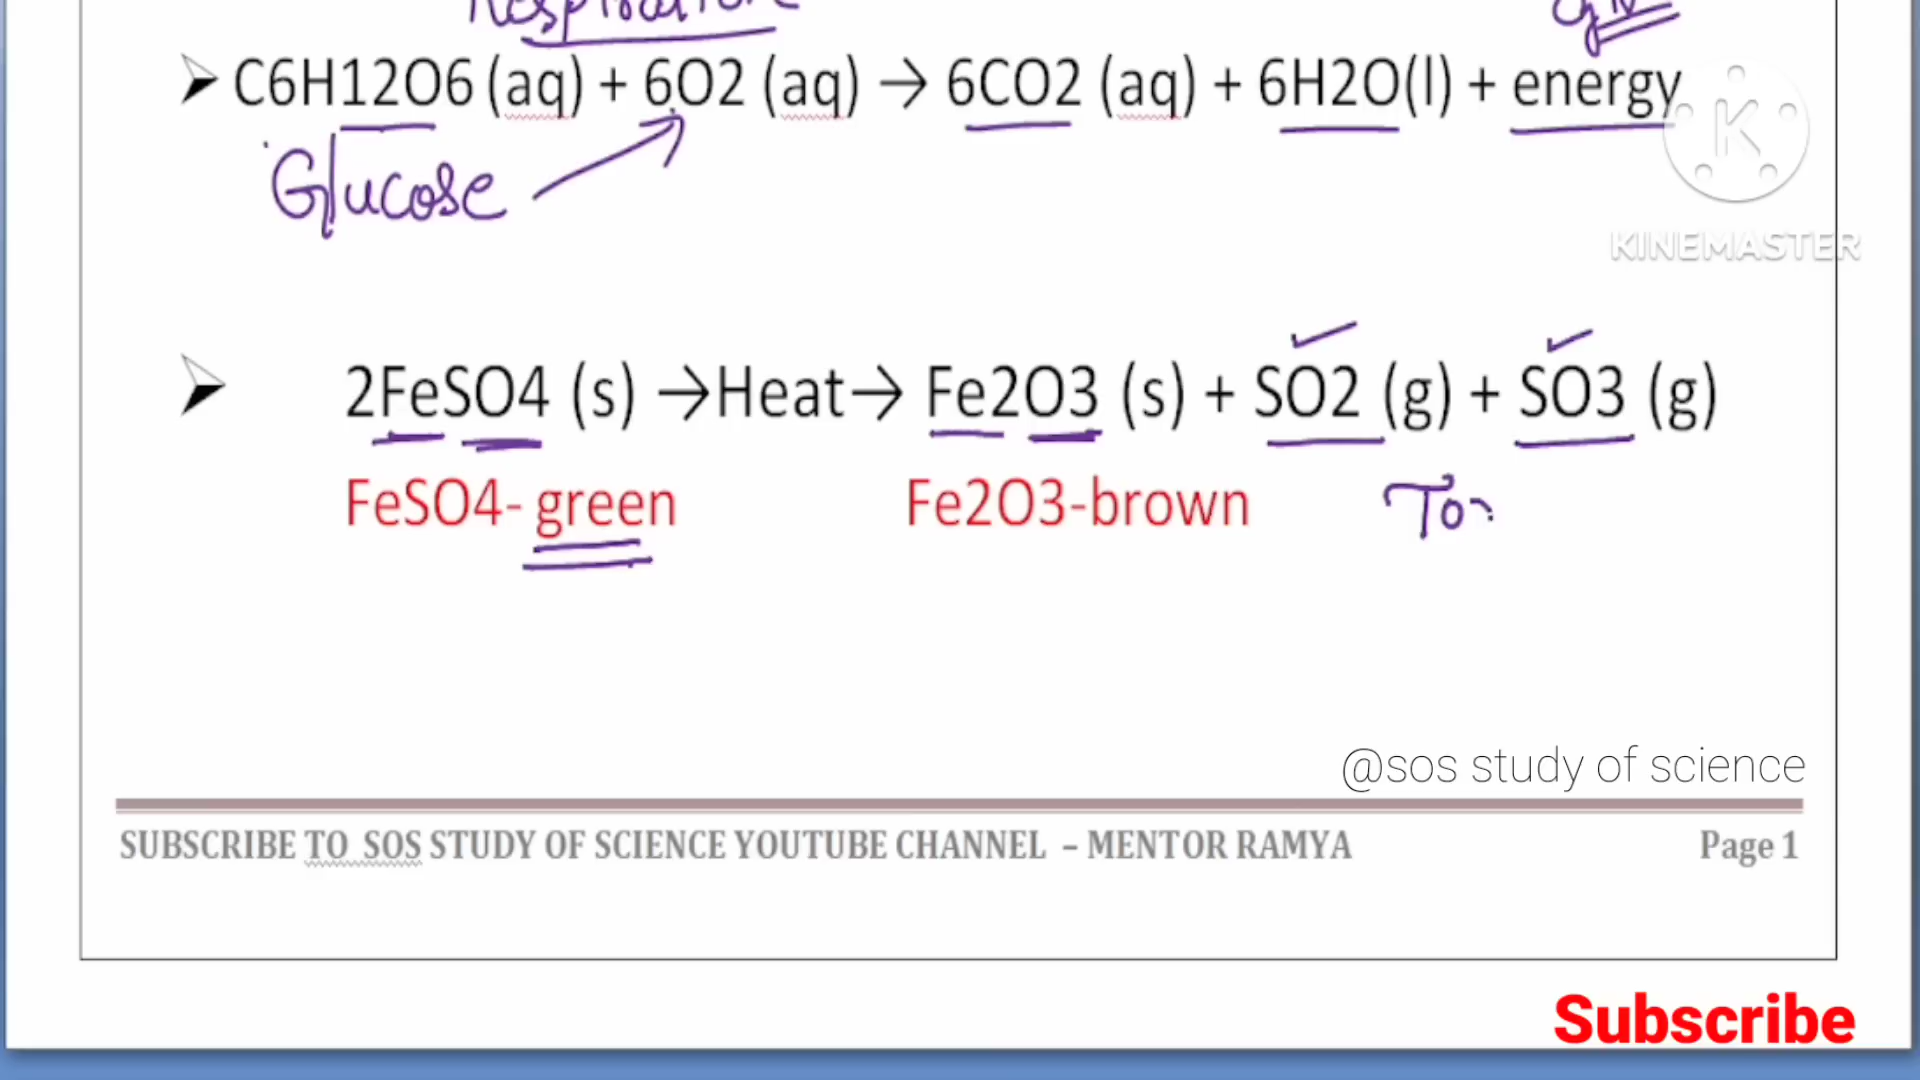 Respiration
C6H12O6 (aq) + 6O2 (aq) → 6CO2 (aq) + 6H2O(l) + energy
Glucose
KINEMASTER
2FeSO4 (s) →Heat→ Fe2O3 (s) + SO2 (g) + SO3 (g)
FeSO4- green Fe2O3-brown
@sos study of science
SUBSCRIBE TO SOS STUDY OF SCIENCE YOUTUBE CHANNEL – MENTOR RAMYA Page 1
Subscribe